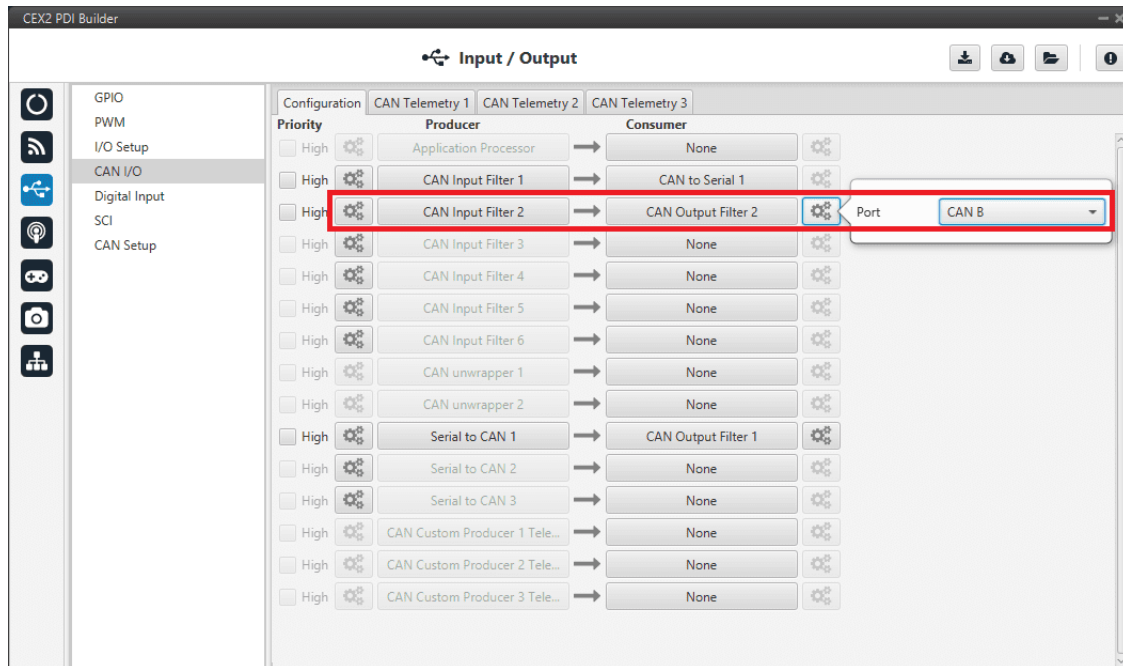 CEX2 PDI Builder
Input / Output
GPIO
PWM
I/O Setup
CAN I/O
Digital Input
SCI
CAN Setup
Configuration CAN Telemetry 1 CAN Telemetry 2 CAN Telemetry 3
Priority Producer Consumer
High Application Processor None
High CAN Input Filter 1 CAN to Serial 1
High CAN Input Filter 2 CAN Output Filter 2 Port CAN B
High CAN Input Filter 3 None
High CAN Input Filter 4 None
High CAN Input Filter 5 None
High CAN Input Filter 6 None
High CAN unwrapper 1 None
High CAN unwrapper 2 None
High Serial to CAN 1 CAN Output Filter 1
High Serial to CAN 2 None
High Serial to CAN 3 None
High CAN Custom Producer 1 Tele... None
High CAN Custom Producer 2 Tele... None
High CAN Custom Producer 3 Tele... None